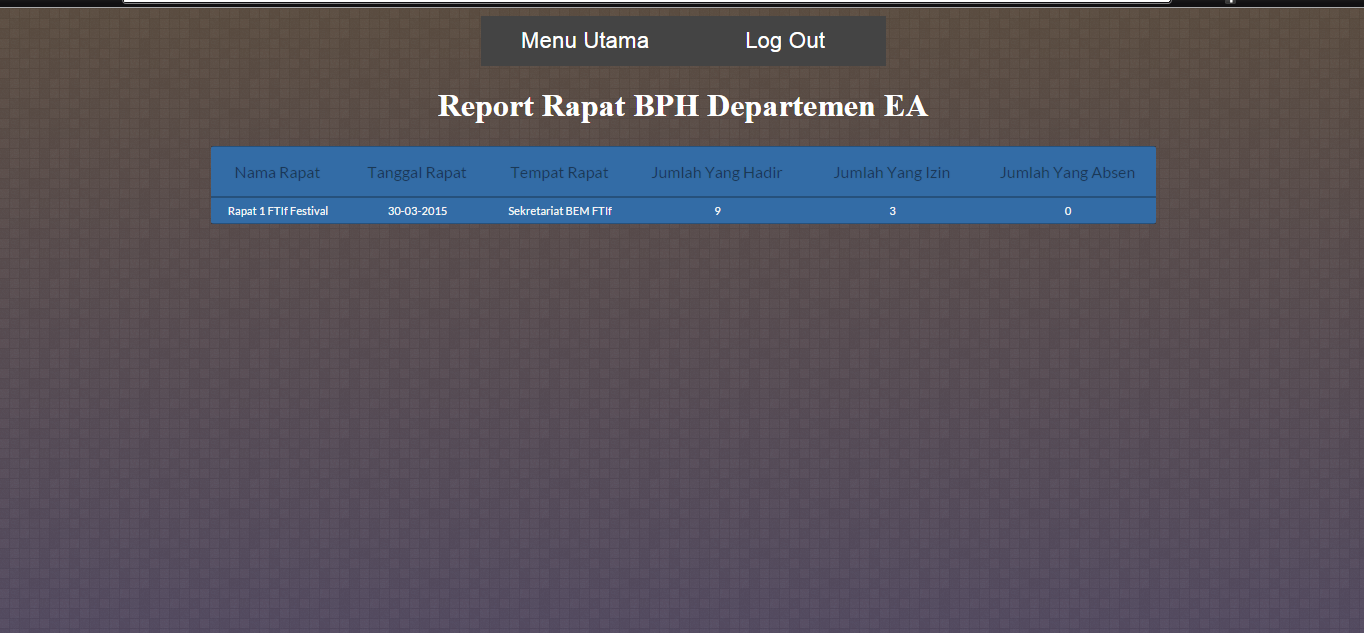 Menu Utama Log Out
Report Rapat BPH Departemen EA
Nama Rapat Tanggal Rapat Tempat Rapat Jumlah Yang Hadir Jumlah Yang Izin Jumlah Yang Absen
Rapat 1 FTIf Festival 30-03-2015 Sekretariat BEM FTIf 9 3 0